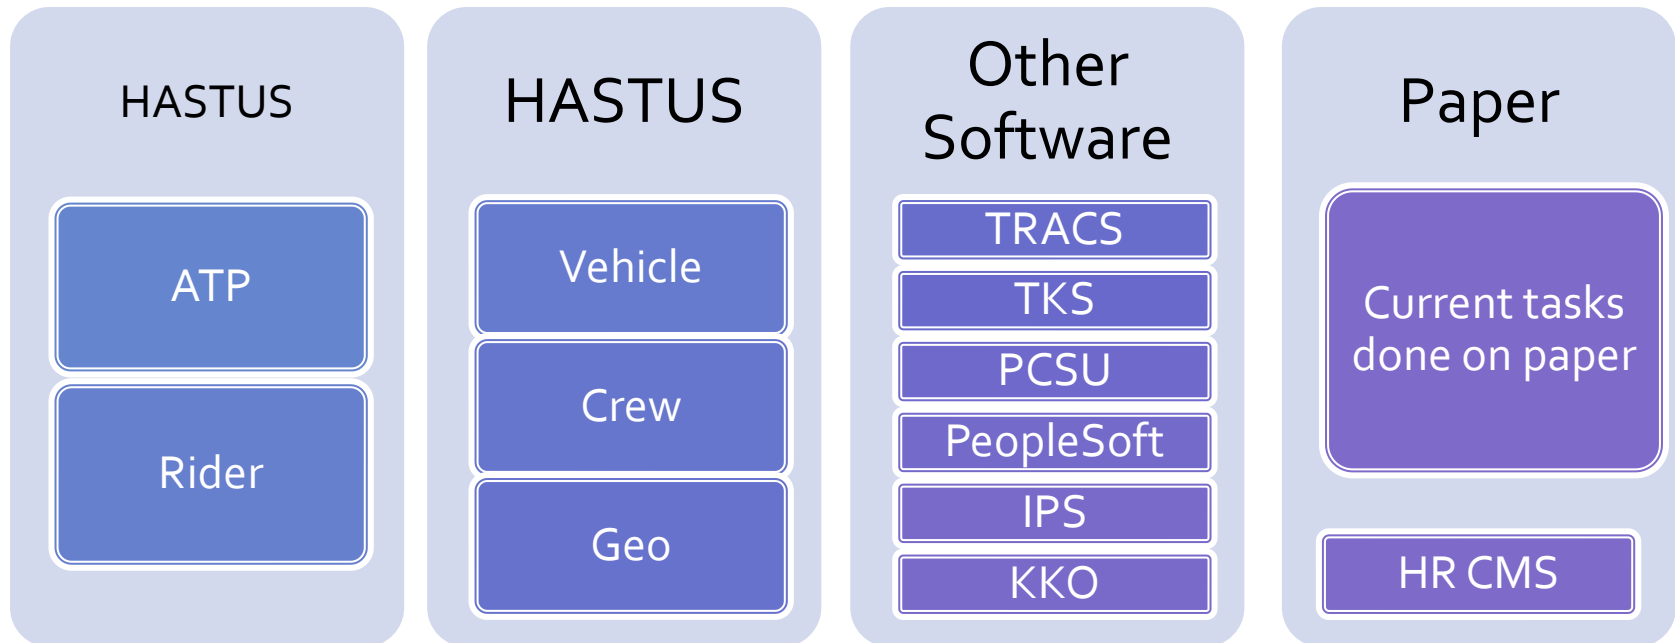 HASTUS
ATP
Rider
HASTUS
Vehicle
Crew
Geo
Other
Software
TRACS
TKS
PCSU
PeopleSoft
IPS
KKO
Paper
Current tasks
done on paper
HR CMS